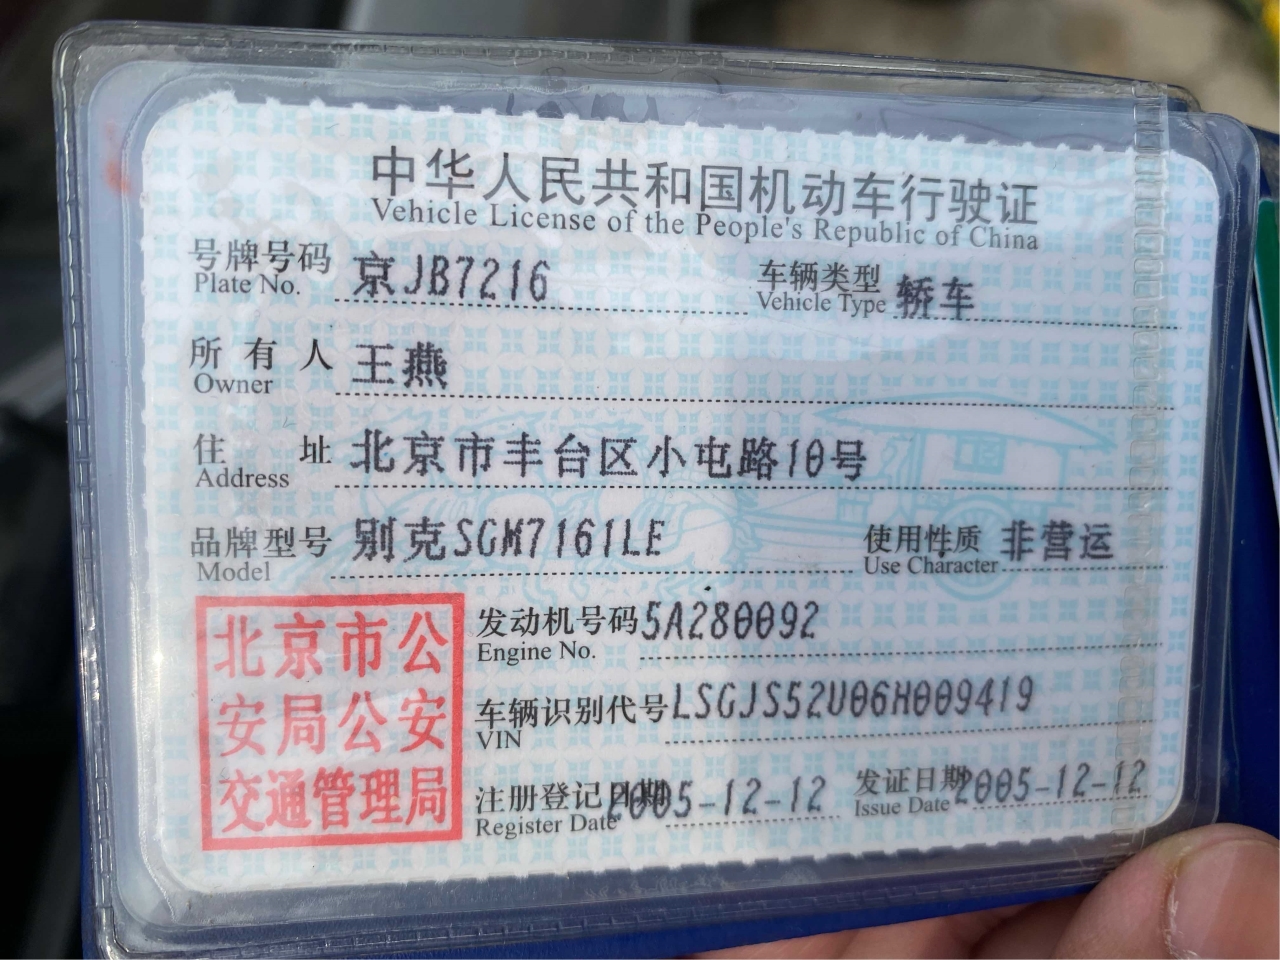 中华人民共和国机动车行驶证
Vehicle License of the People's Republic of China
号牌号码 京JB7216 车辆类型 轿车
Plate No. Vehicle Type
所有人 王燕
Owner
住址 北京市丰台区小屯路10号
Address
品牌型号 别克SGM7161LE 使用性质 非营运
Model Use Character
发动机号码 5A280092
Engine No.
车辆识别代号 LSGJS52U06H009419
VIN
注册登记日期 2005-12-12 发证日期 2005-12-12
Register Date Issue Date
北京市公
安局公安
交通管理局